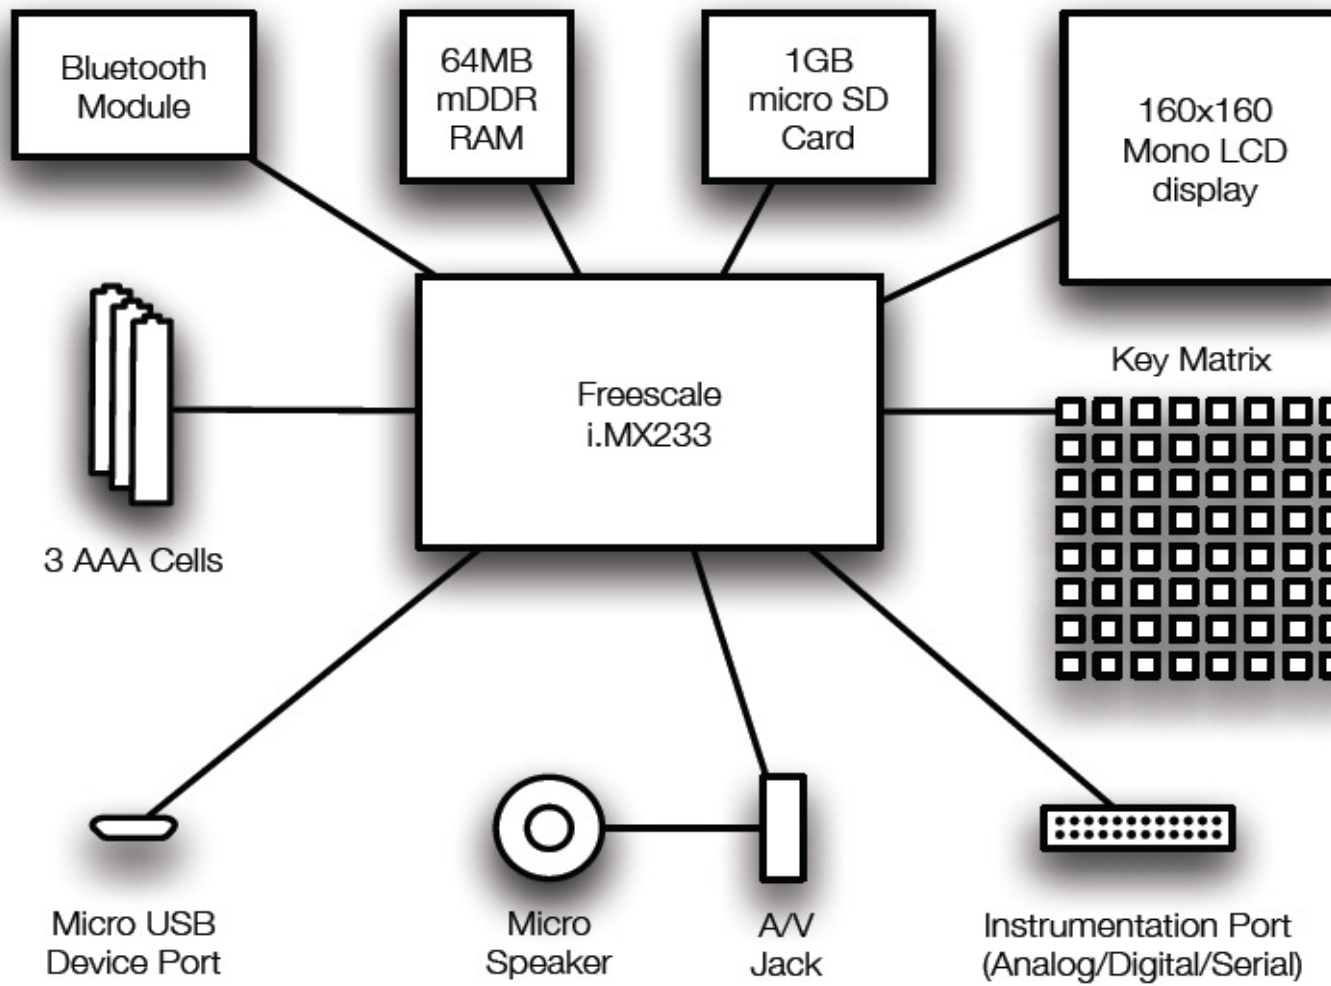 Bluetooth
Module
64MB
mDDR
RAM
1GB
micro SD
Card
160x160
Mono LCD
display
Key Matrix
Freescale
i.MX233
3 AAA Cells
Micro USB
Device Port
Micro
Speaker
A/V
Jack
Instrumentation Port
(Analog/Digital/Serial)